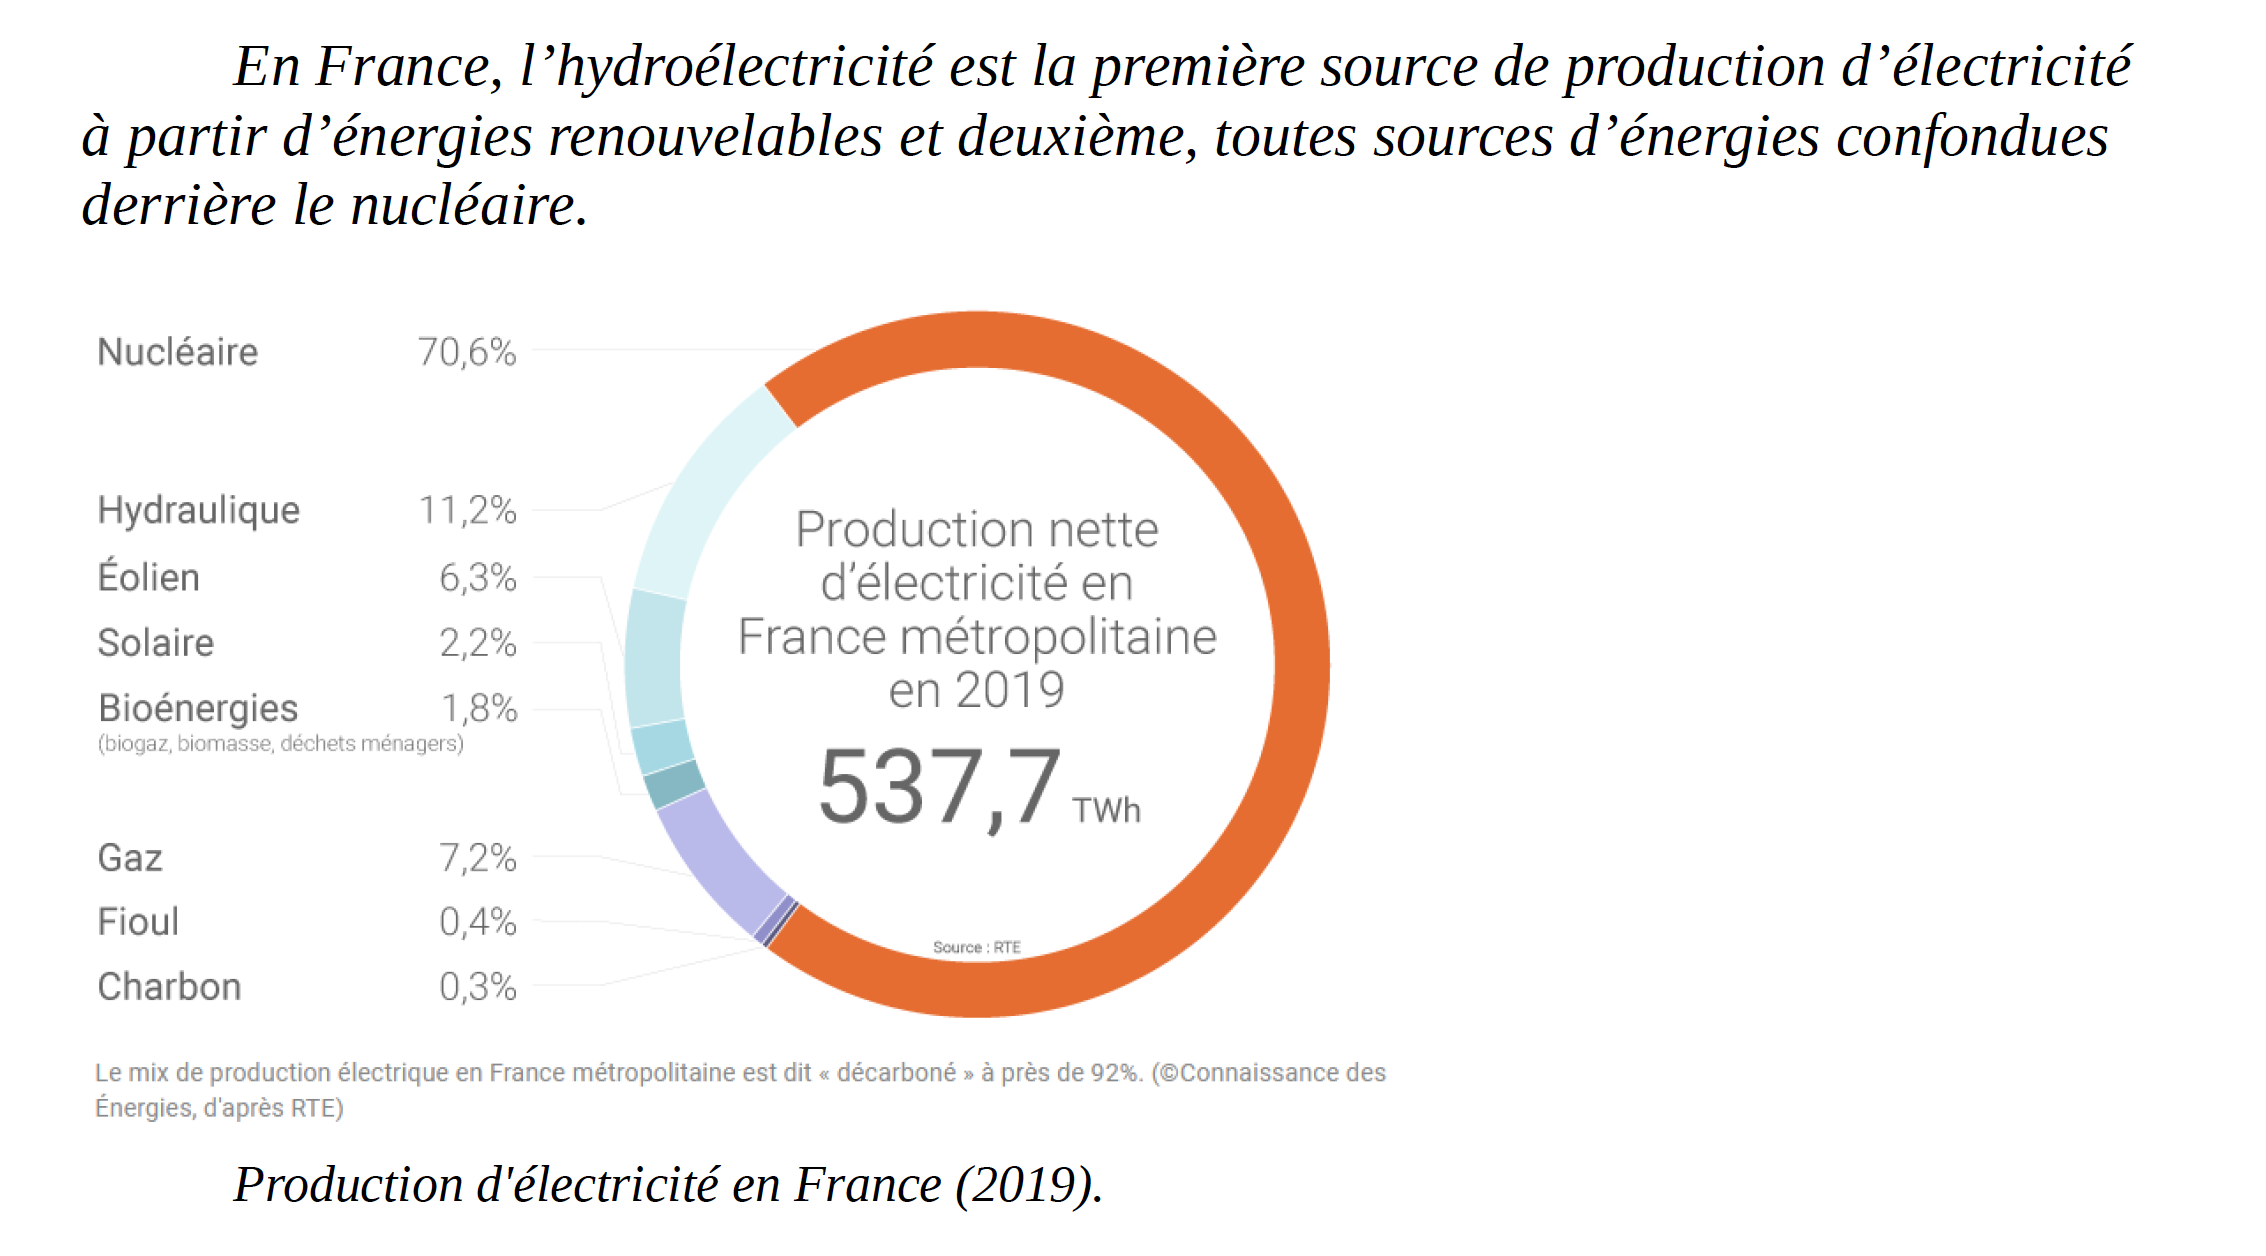 En France, l’hydroélectricité est la première source de production d’électricité
à partir d’énergies renouvelables et deuxième, toutes sources d’énergies confondues
derrière le nucléaire.
Nucléaire 70,6%
Hydraulique 11,2%
Éolien 6,3%
Solaire 2,2%
Bioénergies 1,8%
(biogaz, biomasse, déchets ménagers)
Gaz 7,2%
Fioul 0,4%
Charbon 0,3%
Production nette
d’électricité en
France métropolitaine
en 2019
537,7 TWh
Source : RTE
Le mix de production électrique en France métropolitaine est dit « décarboné » à près de 92%. (©Connaissance des
Énergies, d'après RTE)
Production d'électricité en France (2019).